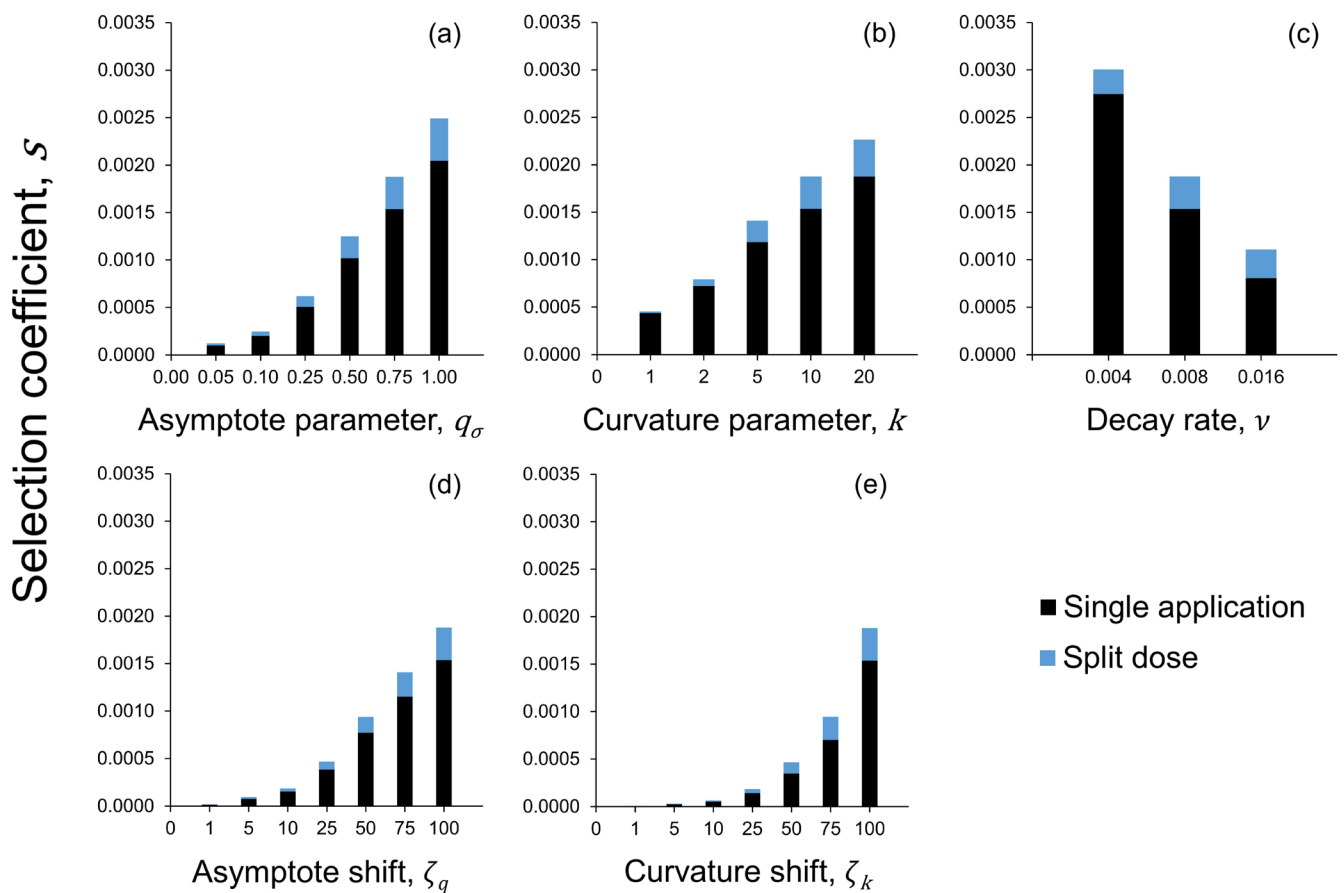 Selection coefficient, s
(a)
0.0035
0.0030
0.0025
0.0020
0.0015
0.0010
0.0005
0.0000
0.00 0.05 0.10 0.25 0.50 0.75 1.00
Asymptote parameter, qσ
(b)
0.0035
0.0030
0.0025
0.0020
0.0015
0.0010
0.0005
0.0000
0 1 2 5 10 20
Curvature parameter, k
(c)
0.0035
0.0030
0.0025
0.0020
0.0015
0.0010
0.0005
0.0000
0.004 0.008 0.016
Decay rate, ν
(d)
0.0035
0.0030
0.0025
0.0020
0.0015
0.0010
0.0005
0.0000
0 1 5 10 25 50 75 100
Asymptote shift, ζq
(e)
0.0035
0.0030
0.0025
0.0020
0.0015
0.0010
0.0005
0.0000
0 1 5 10 25 50 75 100
Curvature shift, ζk
Single application
Split dose